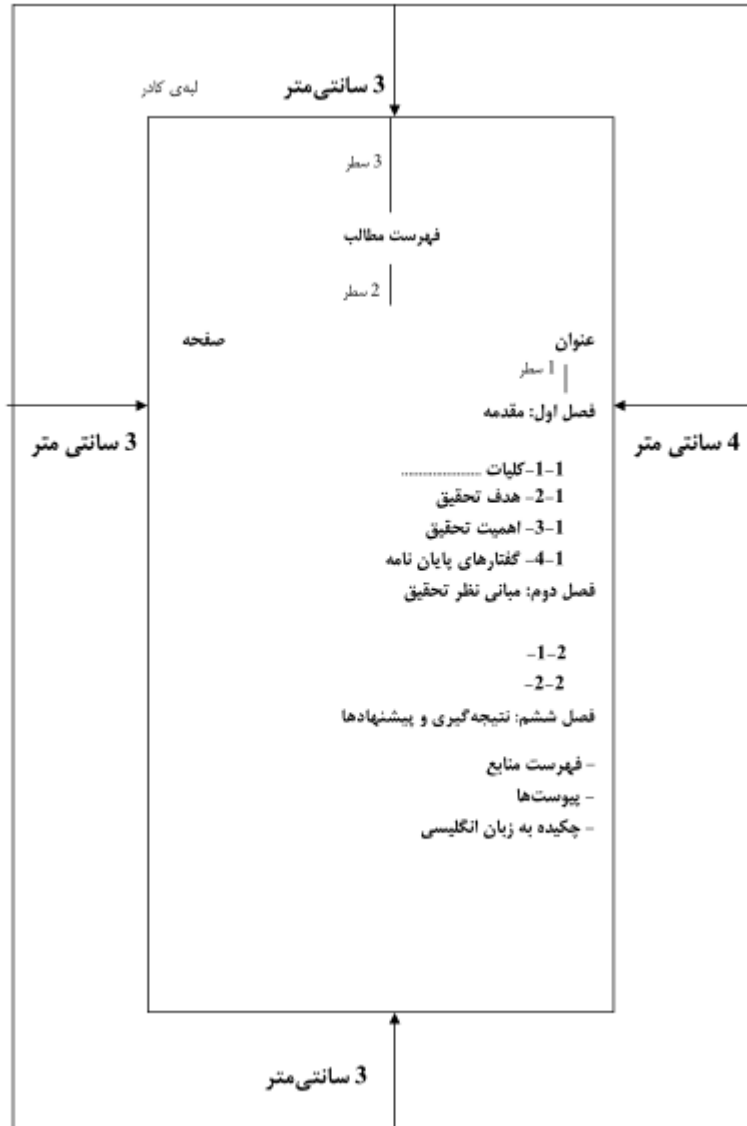 3 سانتی‌متر
لبه‌ی کادر
3 سطر
فهرست مطالب
2 سطر
عنوان
صفحه
1 سطر
فصل اول: مقدمه
4 سانتی متر
3 سانتی متر
1-1-کلیات ....................
1-2- هدف تحقیق
1-3- اهمیت تحقیق
1-4- گفتارهای پایان نامه
فصل دوم: مبانی نظر تحقیق
2-1-
2-2-
فصل ششم: نتیجه‌گیری و پیشنهادها
- فهرست منابع
- پیوست‌ها
- چکیده به زبان انگلیسی
3 سانتی‌متر